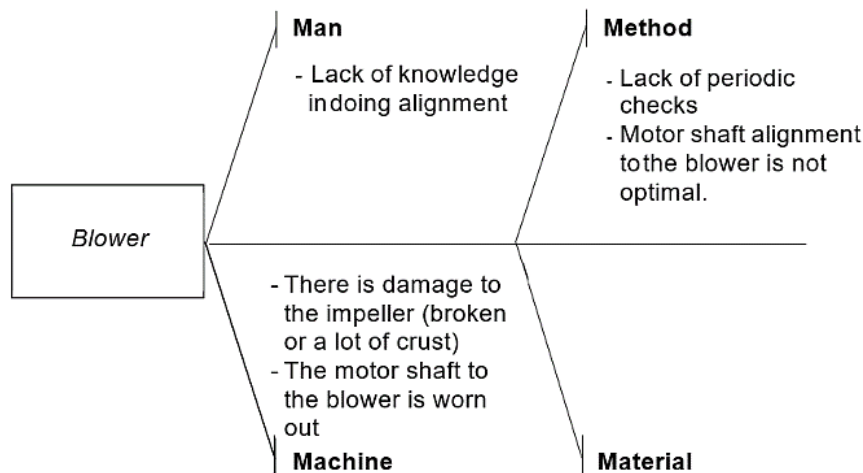 Man
- Lack of knowledge
indoing alignment
Method
- Lack of periodic
checks
- Motor shaft alignment
tothe blower is not
optimal.
Blower
- There is damage to
the impeller (broken
or a lot of crust)
- The motor shaft to
the blower is worn
out
Machine
Material